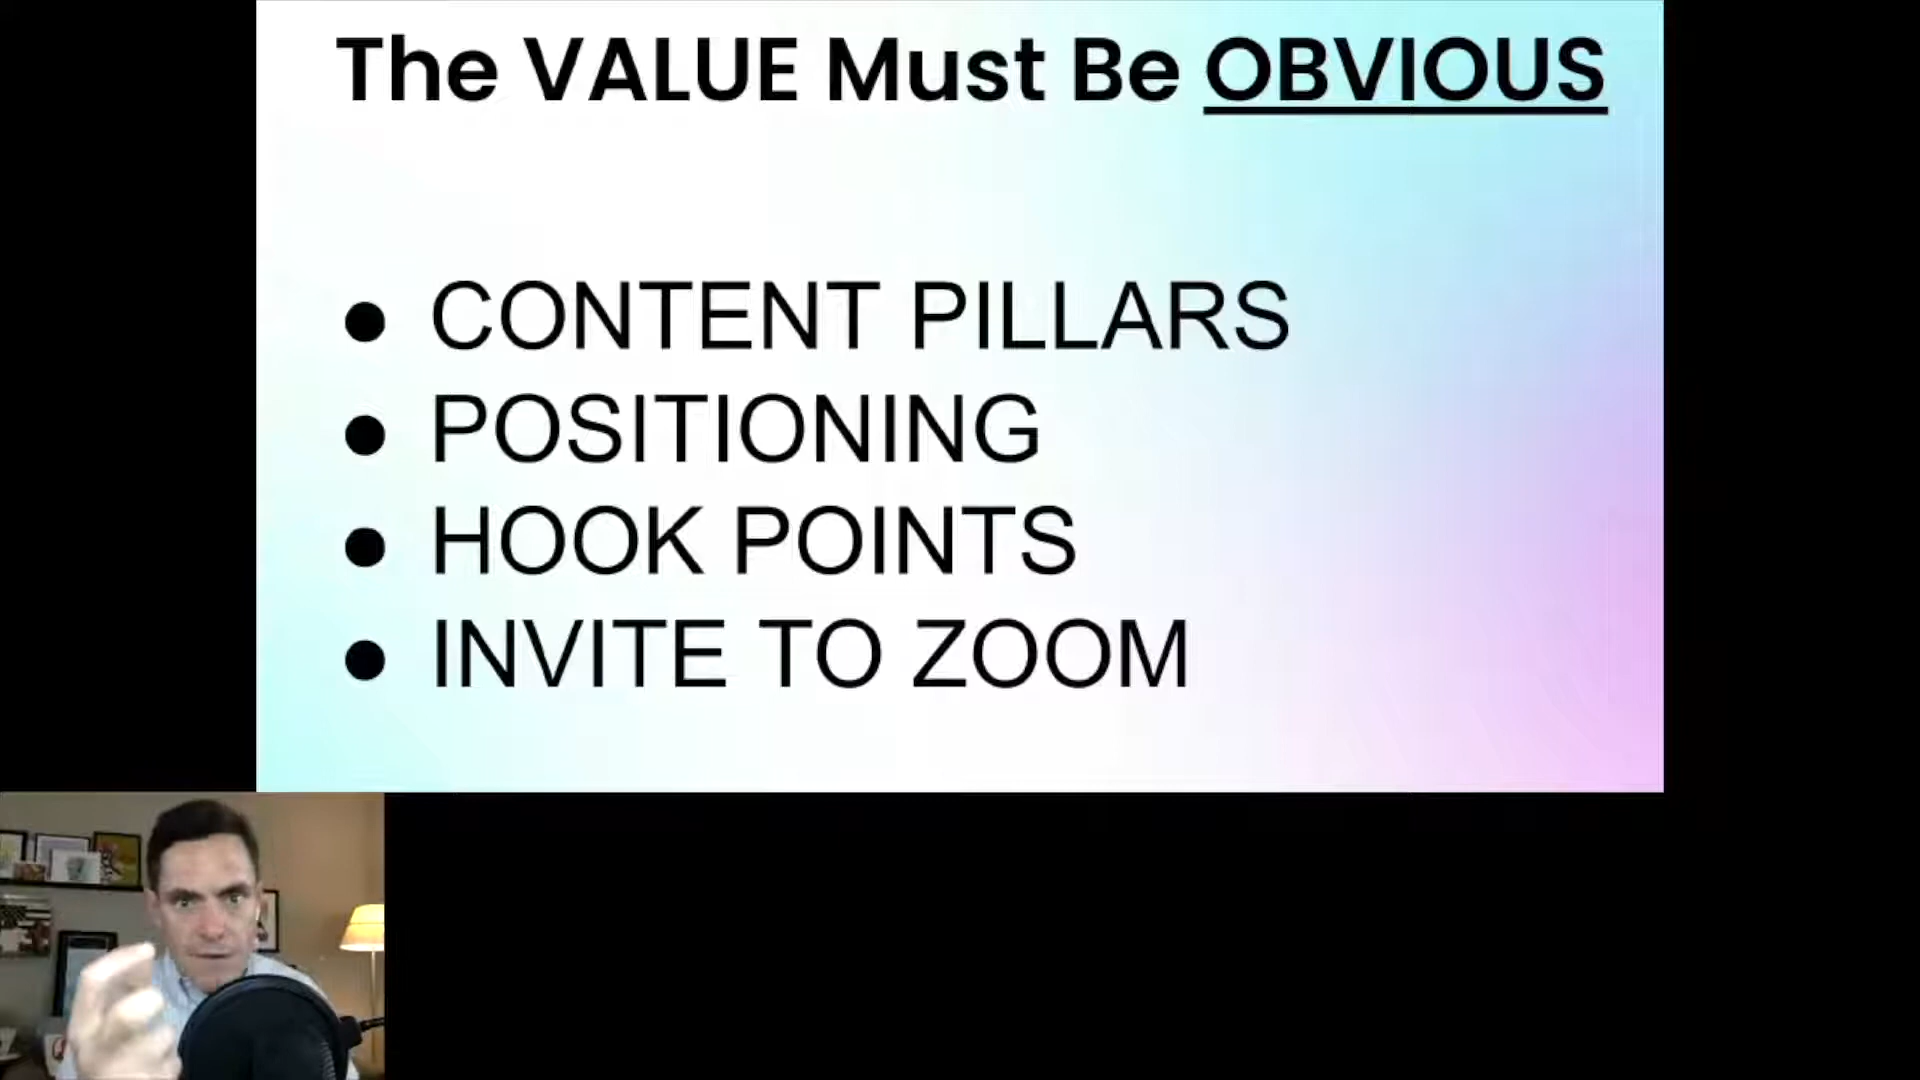 The VALUE Must Be OBVIOUS
● CONTENT PILLARS
● POSITIONING
● HOOK POINTS
● INVITE TO ZOOM